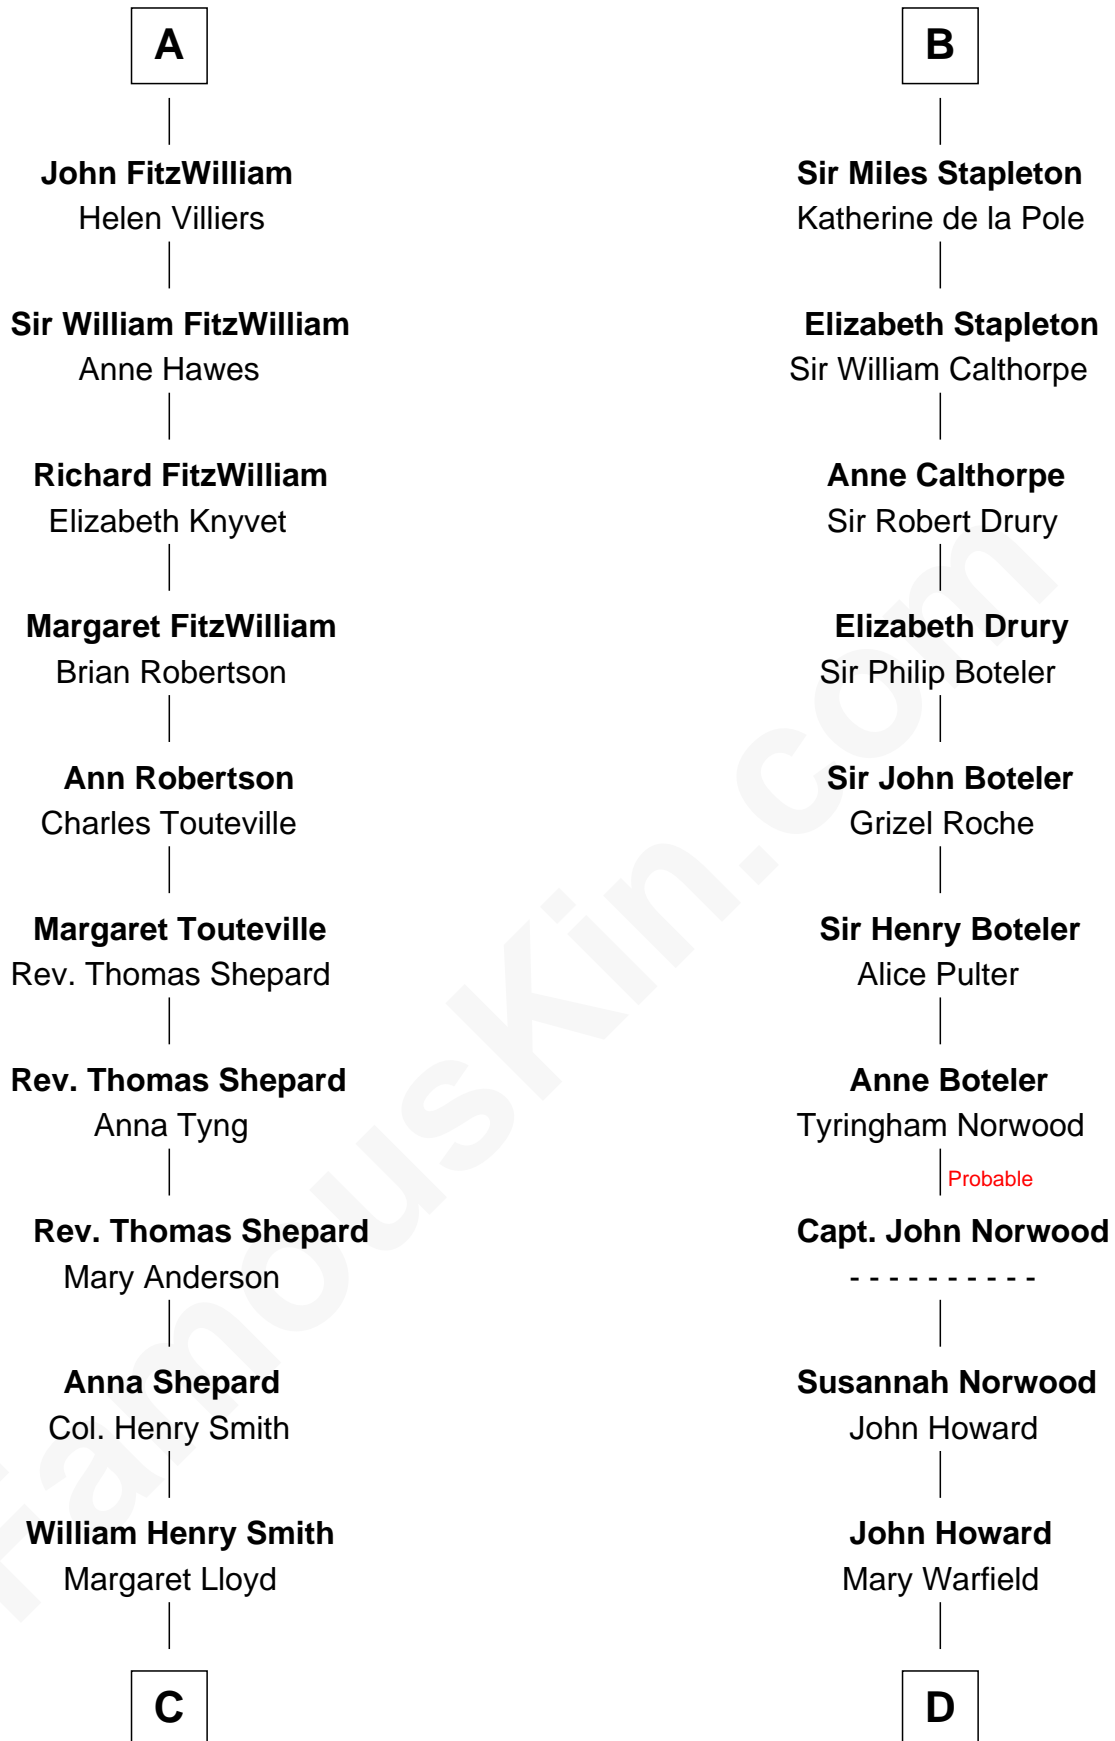 A
John FitzWilliam
Helen Villiers
Sir William FitzWilliam
Anne Hawes
Richard FitzWilliam
Elizabeth Knyvet
Margaret FitzWilliam
Brian Robertson
Ann Robertson
Charles Touteville
Margaret Touteville
Rev. Thomas Shepard
Rev. Thomas Shepard
Anna Tyng
Rev. Thomas Shepard
Mary Anderson
Anna Shepard
Col. Henry Smith
William Henry Smith
Margaret Lloyd
C
B
Sir Miles Stapleton
Katherine de la Pole
Elizabeth Stapleton
Sir William Calthorpe
Anne Calthorpe
Sir Robert Drury
Elizabeth Drury
Sir Philip Boteler
Sir John Boteler
Grizel Roche
Sir Henry Boteler
Alice Pulter
Anne Boteler
Tyringham Norwood
Probable
Capt. John Norwood
- - - - - - - - - -
Susannah Norwood
John Howard
John Howard
Mary Warfield
D
FamousKin.com